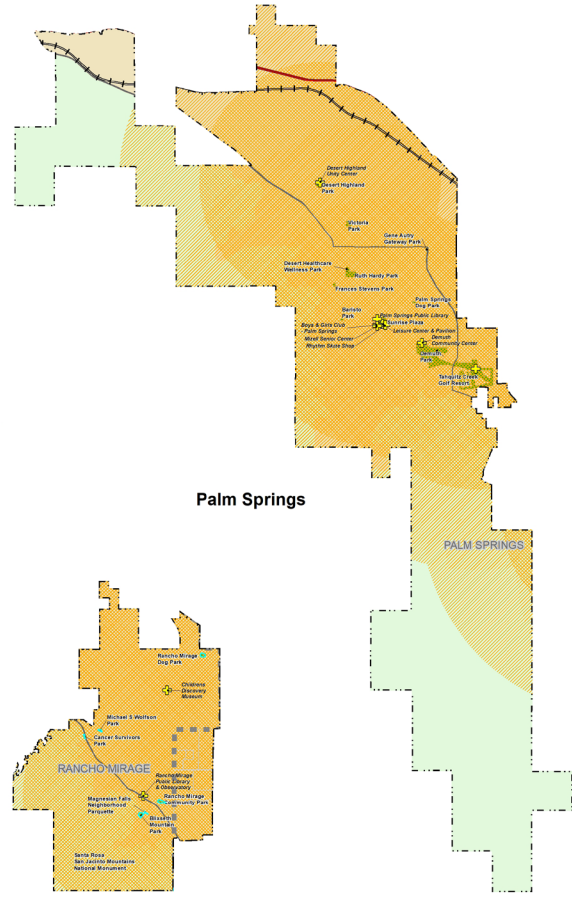 Desert Highland
Unity Center
Desert Highland
Park
Victoria
Park
Gene Autry
Gateway Park
Desert Healthcare
Wellness Park
Ruth Hardy Park
Frances Stevens Park
Palm Springs
Dog Park
Baristo
Park
Palm Springs Public Library
Sunrise Plaza
Boys & Girls Club
Palm Springs
Leisure Center & Pavilion
Mizell Senior Center
Rhythm Skate Shop
Demuth
Community Center
Demuth
Park
Tahquitz Creek
Golf Resort
Palm Springs
PALM SPRINGS
Rancho Mirage
Dog Park
Childrens
Discovery
Museum
Michael S Wolfson
Park
Cancer Survivors
Park
RANCHO MIRAGE
Rancho Mirage
Public Library
& Observatory
Magnesian Falls
Neighborhood
Parquette
Rancho Mirage
Community Park
Blixseth
Mountain
Park
Santa Rosa
San Jacinto Mountains
National Monument